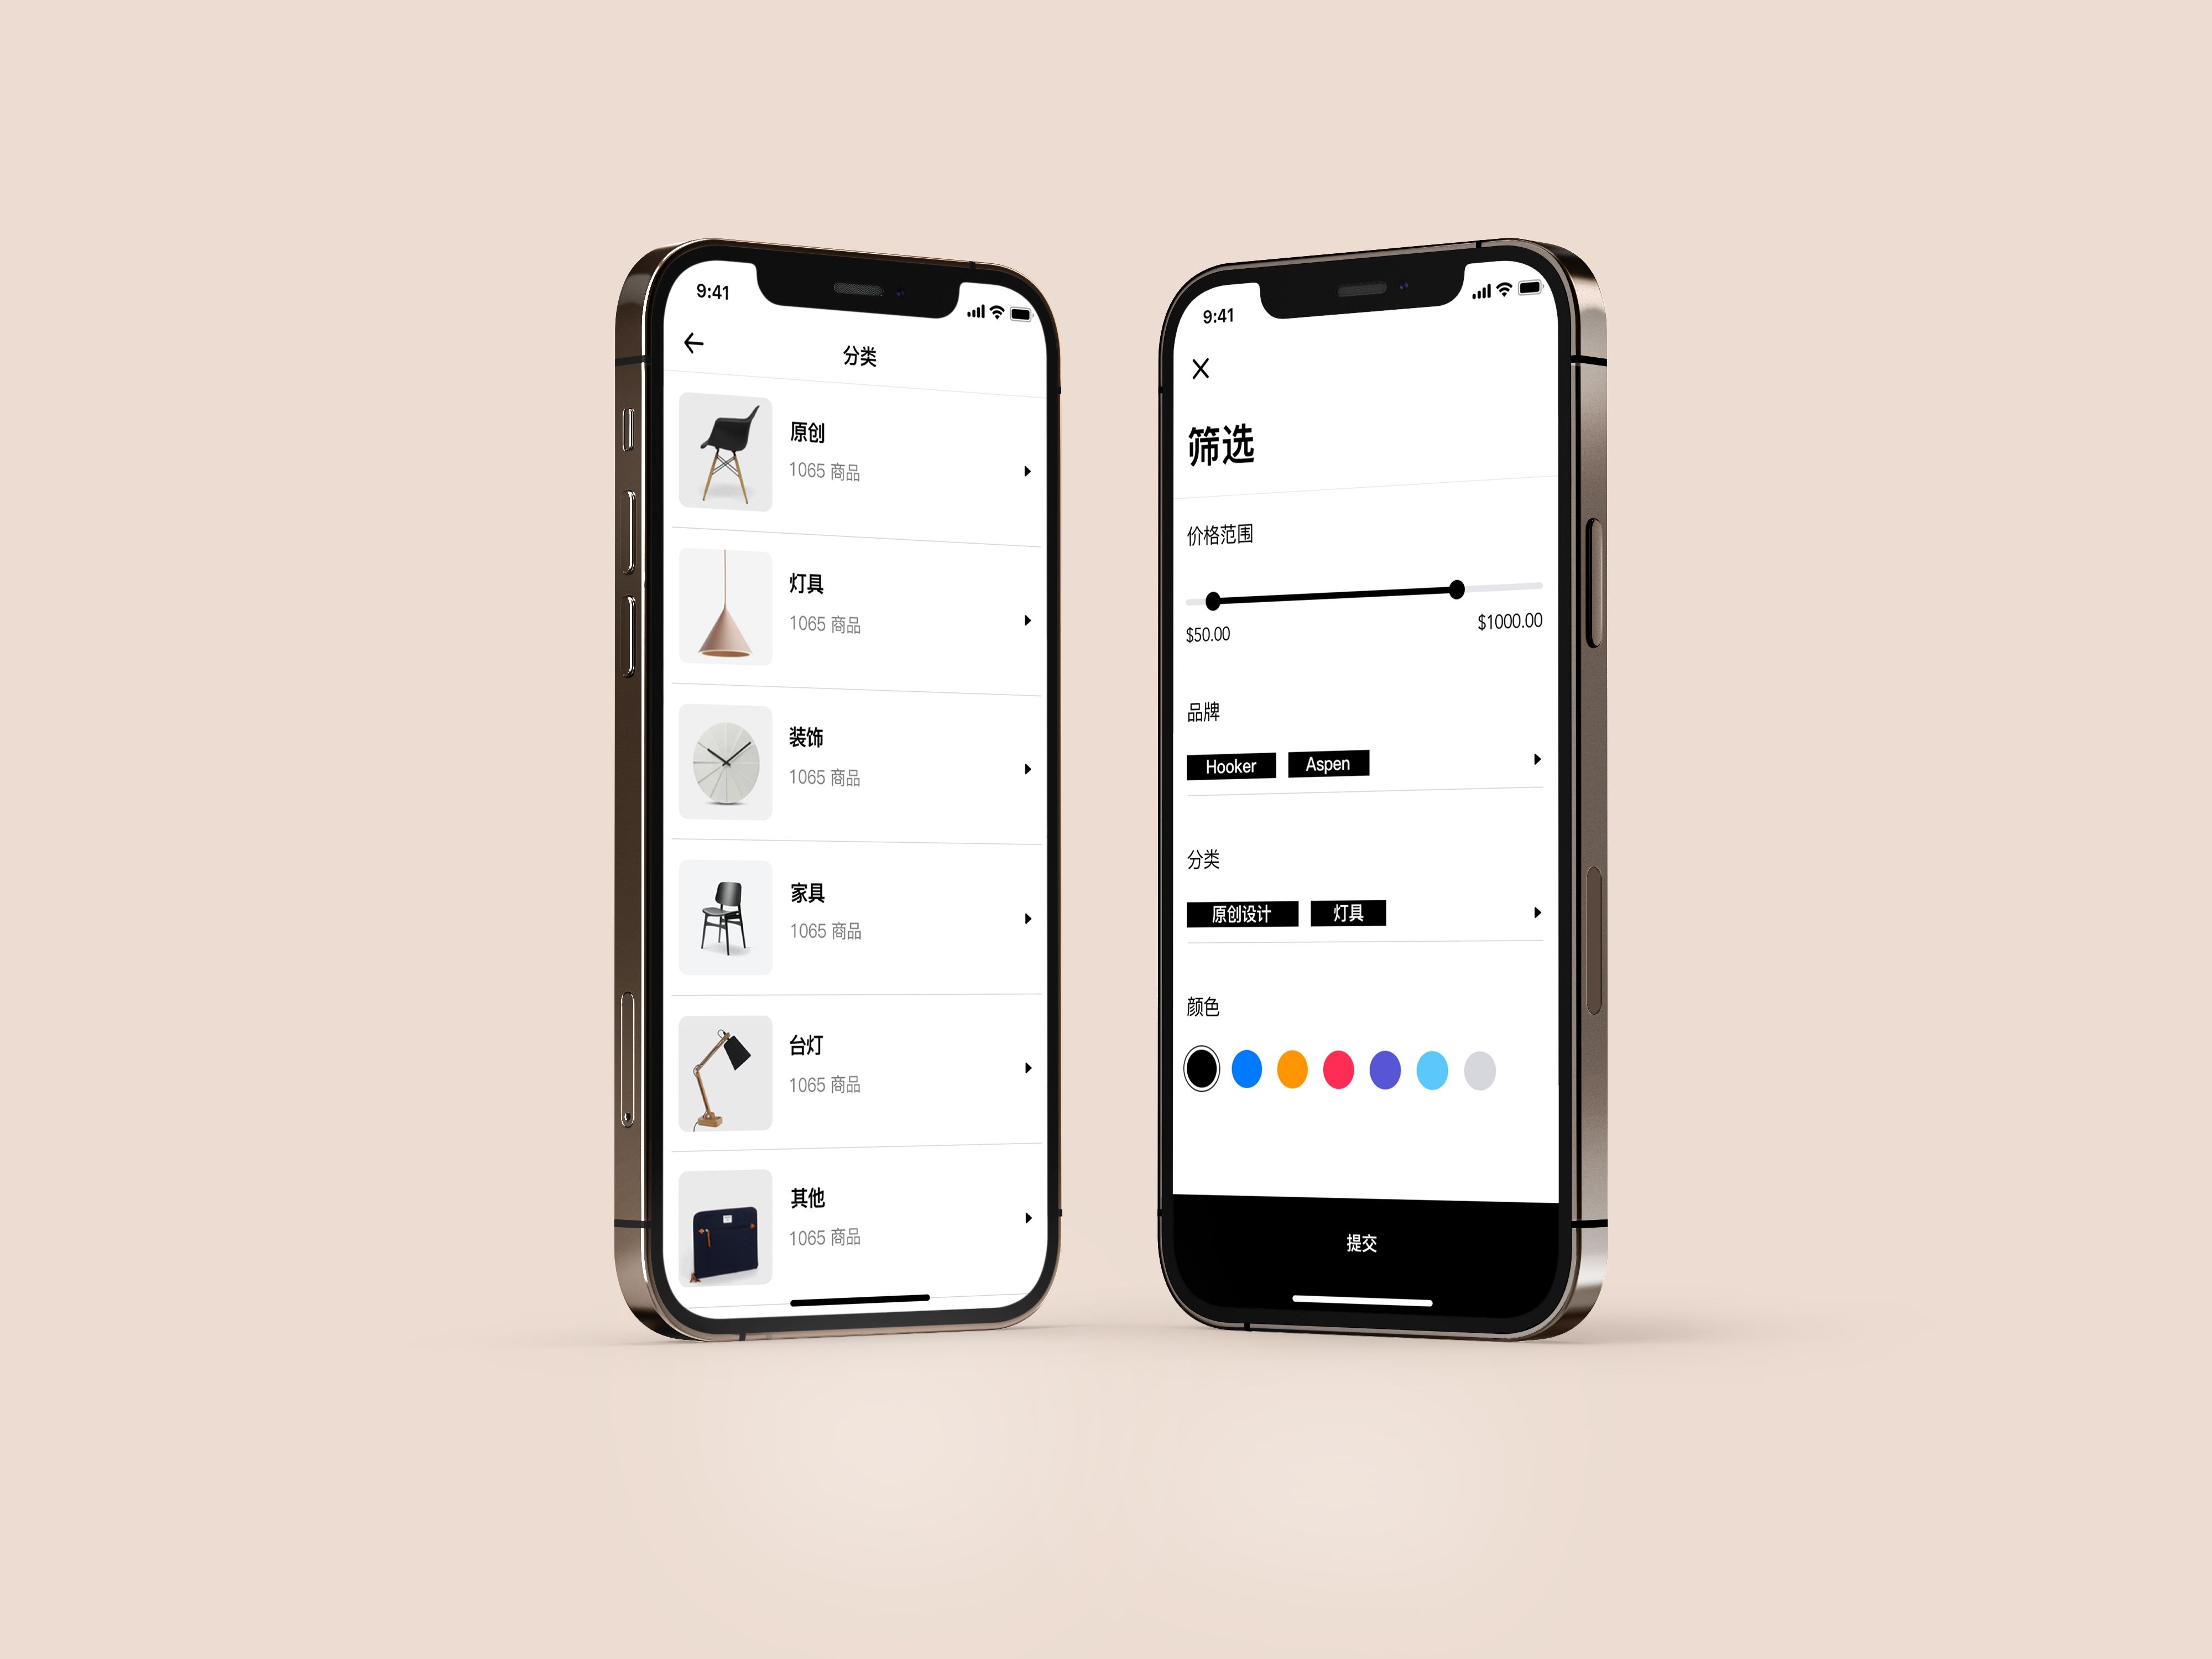 9:41
分类
原创
1065 商品
灯具
1065 商品
装饰
1065 商品
家具
1065 商品
台灯
1065 商品
其他
1065 商品
9:41
筛选
价格范围
$50.00 $1000.00
品牌
Hooker Aspen
分类
原创设计 灯具
颜色
提交